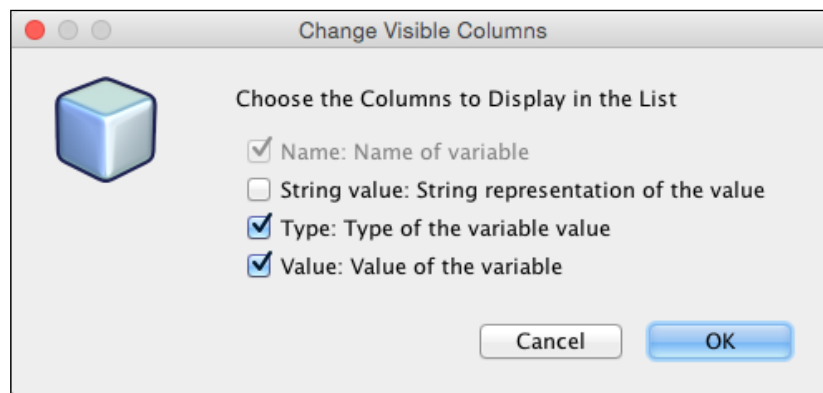 Change Visible Columns
Choose the Columns to Display in the List
Name: Name of variable
String value: String representation of the value
Type: Type of the variable value
Value: Value of the variable
Cancel
OK